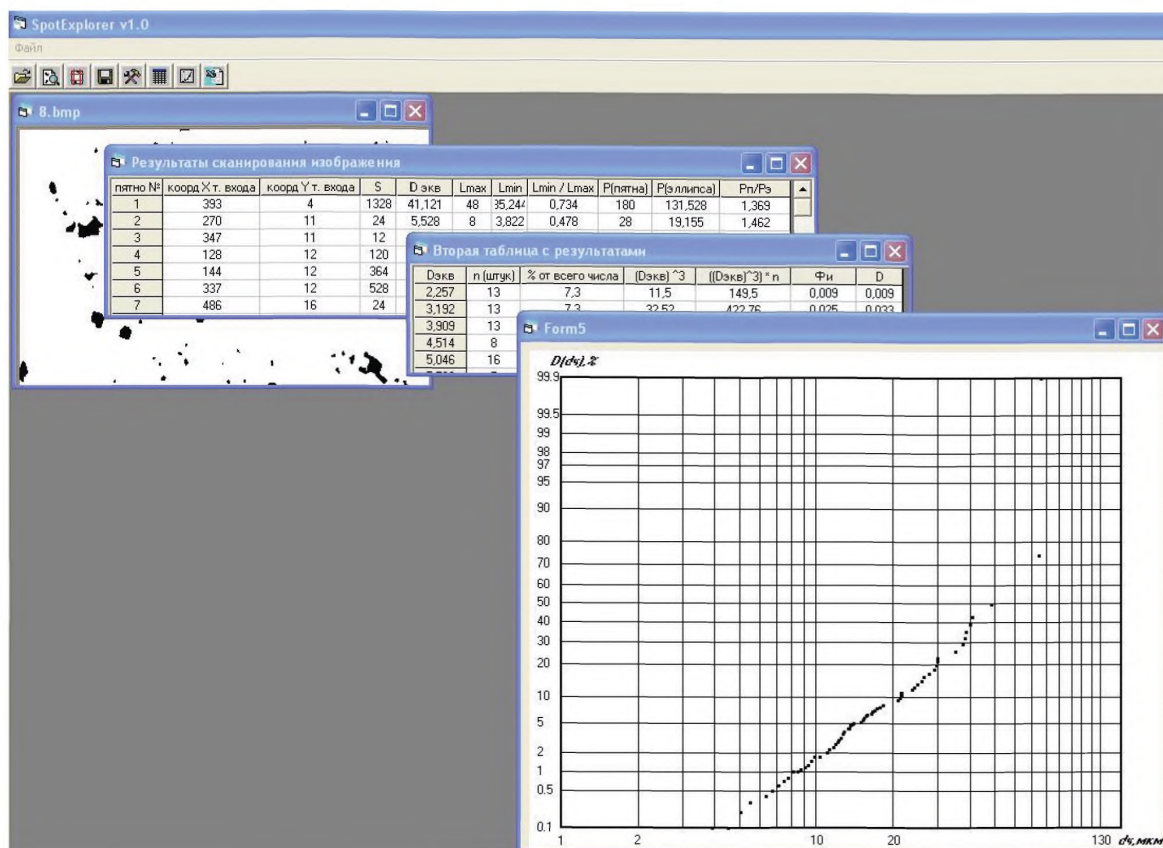 SpotExplorer v1.0
Файл
8.bmp
Результаты сканирования изображения
пятно № коорд X т. входа коорд Y т. входа S D экв Lmax Lmin Lmin / Lmax P(пятна) P(эллипса) Рп/Рэ
1 393 4 1328 41,121 48 35,244 0,734 180 131,528 1,369
2 270 11 24 5,528 8 3,822 0,478 28 19,155 1,462
3 347 11 12
4 128 12 120
5 144 12 364
6 337 12 528
7 486 16 24
Вторая таблица с результатами
Dэкв n (штук) % от всего числа (Dэкв) ^3 ((Dэкв)^3) * n Фи D
2,257 13 7,3 11,5 149,5 0,009 0,009
3,192 13 7,3 32,52 422,76 0,025 0,033
3,909 13
4,514 8
5,046 16
Form5
D(dч),%
99.9
99.5
99
98
97
95
90
80
70
60
50
40
30
20
10
5
2
1
0.5
0.1
1 2 10 20 130 dч,мкм